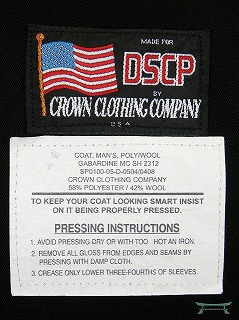 MADE FOR
DSCP
BY
CROWN CLOTHING COMPANY
USA
COAT, MAN'S, POLY/WOOL
GABARDINE MC SH 2312
SP0100-05-D-0504/0408
CROWN CLOTHING COMPANY
58% POLYESTER / 42% WOOL
TO KEEP YOUR COAT LOOKING SMART INSIST
ON IT BEING PROPERLY PRESSED.
PRESSING INSTRUCTIONS
1. AVOID PRESSING DRY OR WITH TOO HOT AN IRON.
2. REMOVE ALL GLOSS FROM EDGES AND SEAMS BY
PRESSING WITH DAMP CLOTH.
3. CREASE ONLY LOWER THREE-FOURTHS OF SLEEVES.